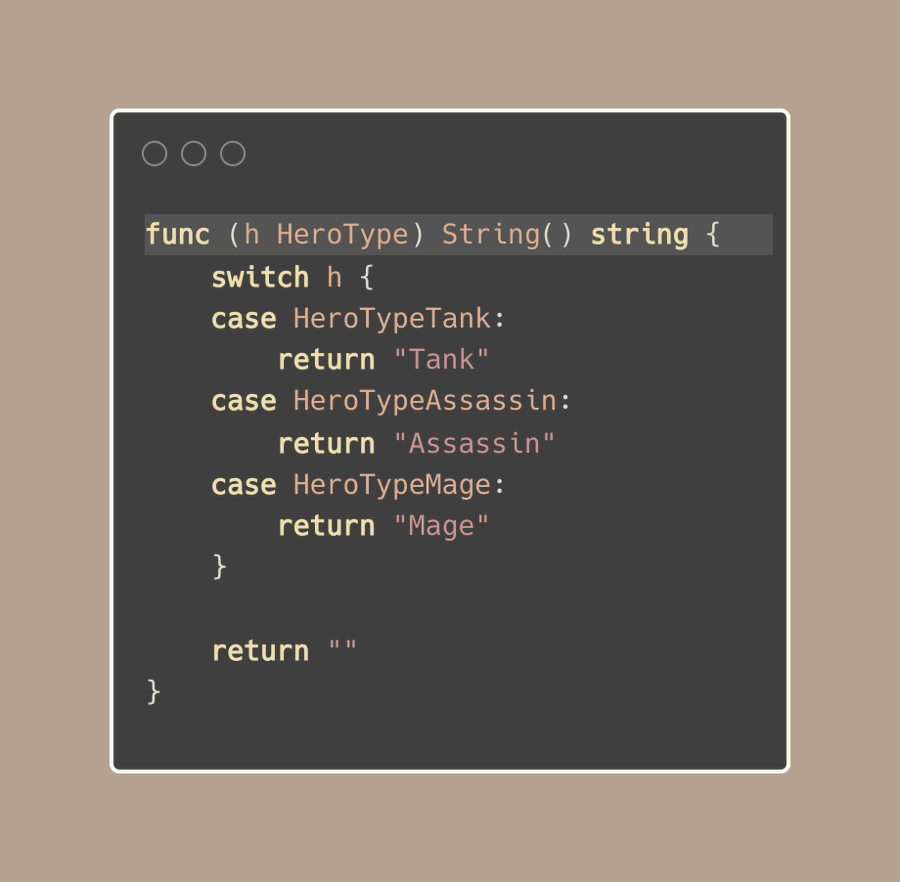 func (h HeroType) String() string {
    switch h {
    case HeroTypeTank:
        return "Tank"
    case HeroTypeAssassin:
        return "Assassin"
    case HeroTypeMage:
        return "Mage"
    }

    return ""
}